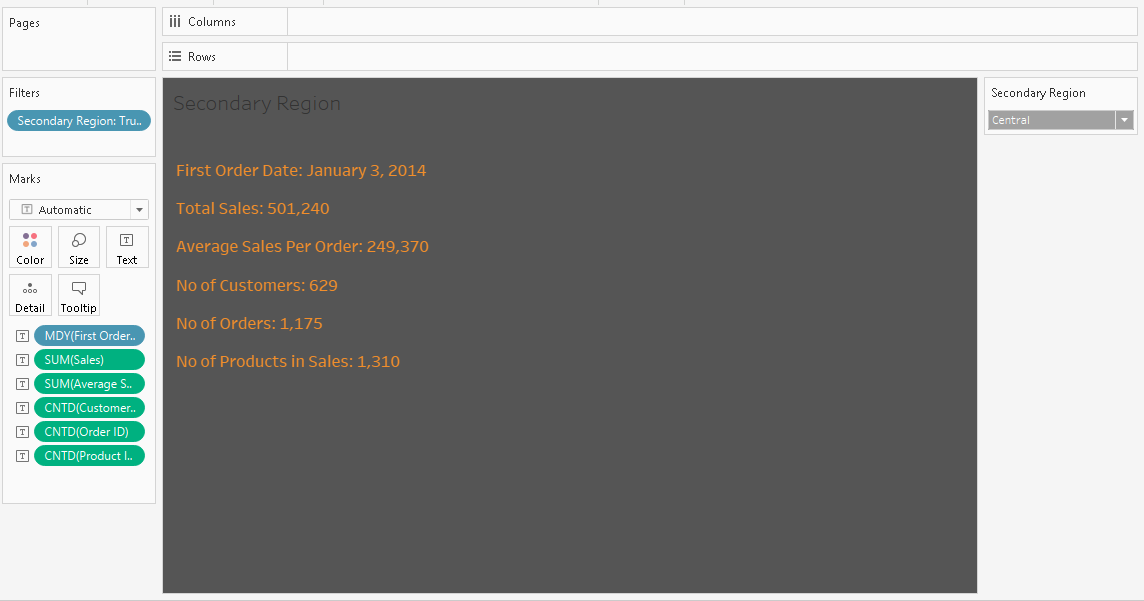 Pages
Columns
Rows
Filters
Secondary Region: Tru..
Marks
Automatic
Color
Size
Text
Detail
Tooltip
MDY(First Order..
SUM(Sales)
SUM(Average S..
CNTD(Customer..
CNTD(Order ID)
CNTD(Product I..
Secondary Region
First Order Date: January 3, 2014
Total Sales: 501,240
Average Sales Per Order: 249,370
No of Customers: 629
No of Orders: 1,175
No of Products in Sales: 1,310
Secondary Region
Central